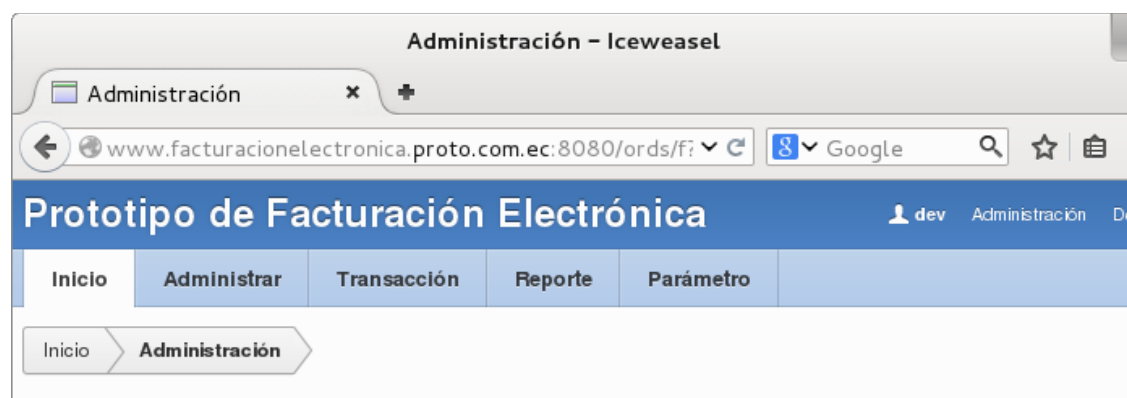 Administración – Iceweasel
Administración
www.facturacionelectronica.proto.com.ec:8080/ords/f? Google
Prototipo de Facturación Electrónica dev Administración
Inicio Administrar Transacción Reporte Parámetro
Inicio Administración